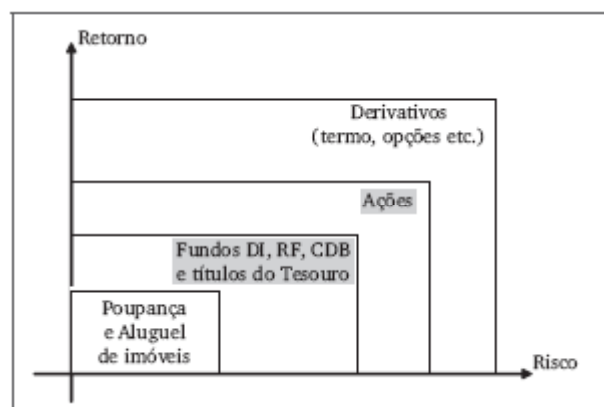 Retorno
Derivativos
(termo, opções etc.)
Ações
Fundos DI, RF, CDB
e títulos do Tesouro
Poupança
e Aluguel
de imóveis
Risco